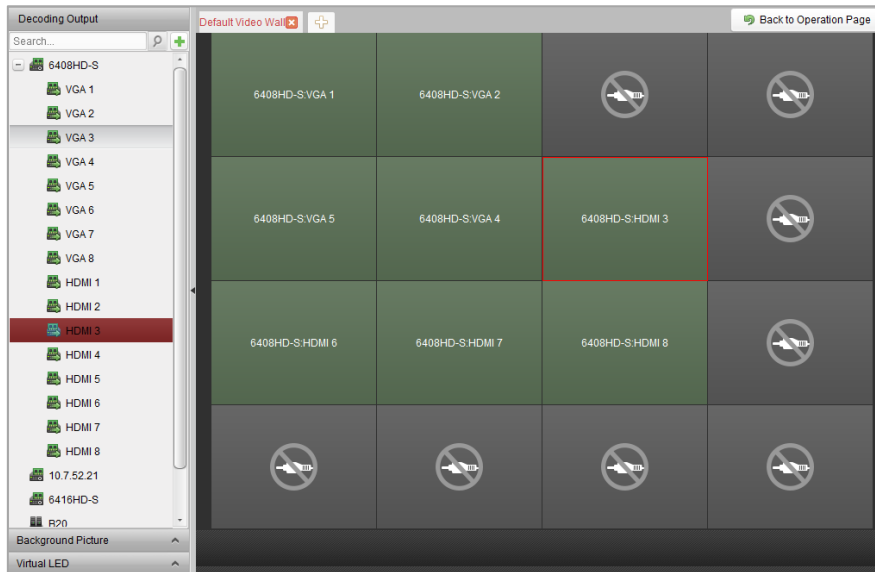 Decoding Output
Default Video Wall
Back to Operation Page
Search...
6408HD-S
VGA 1
VGA 2
VGA 3
VGA 4
VGA 5
VGA 6
VGA 7
VGA 8
HDMI 1
HDMI 2
HDMI 3
HDMI 4
HDMI 5
HDMI 6
HDMI 7
HDMI 8
10.7.52.21
6416HD-S
B20
Background Picture
Virtual LED
6408HD-S:VGA 1
6408HD-S:VGA 2
6408HD-S:VGA 5
6408HD-S:VGA 4
6408HD-S:HDMI 3
6408HD-S:HDMI 6
6408HD-S:HDMI 7
6408HD-S:HDMI 8